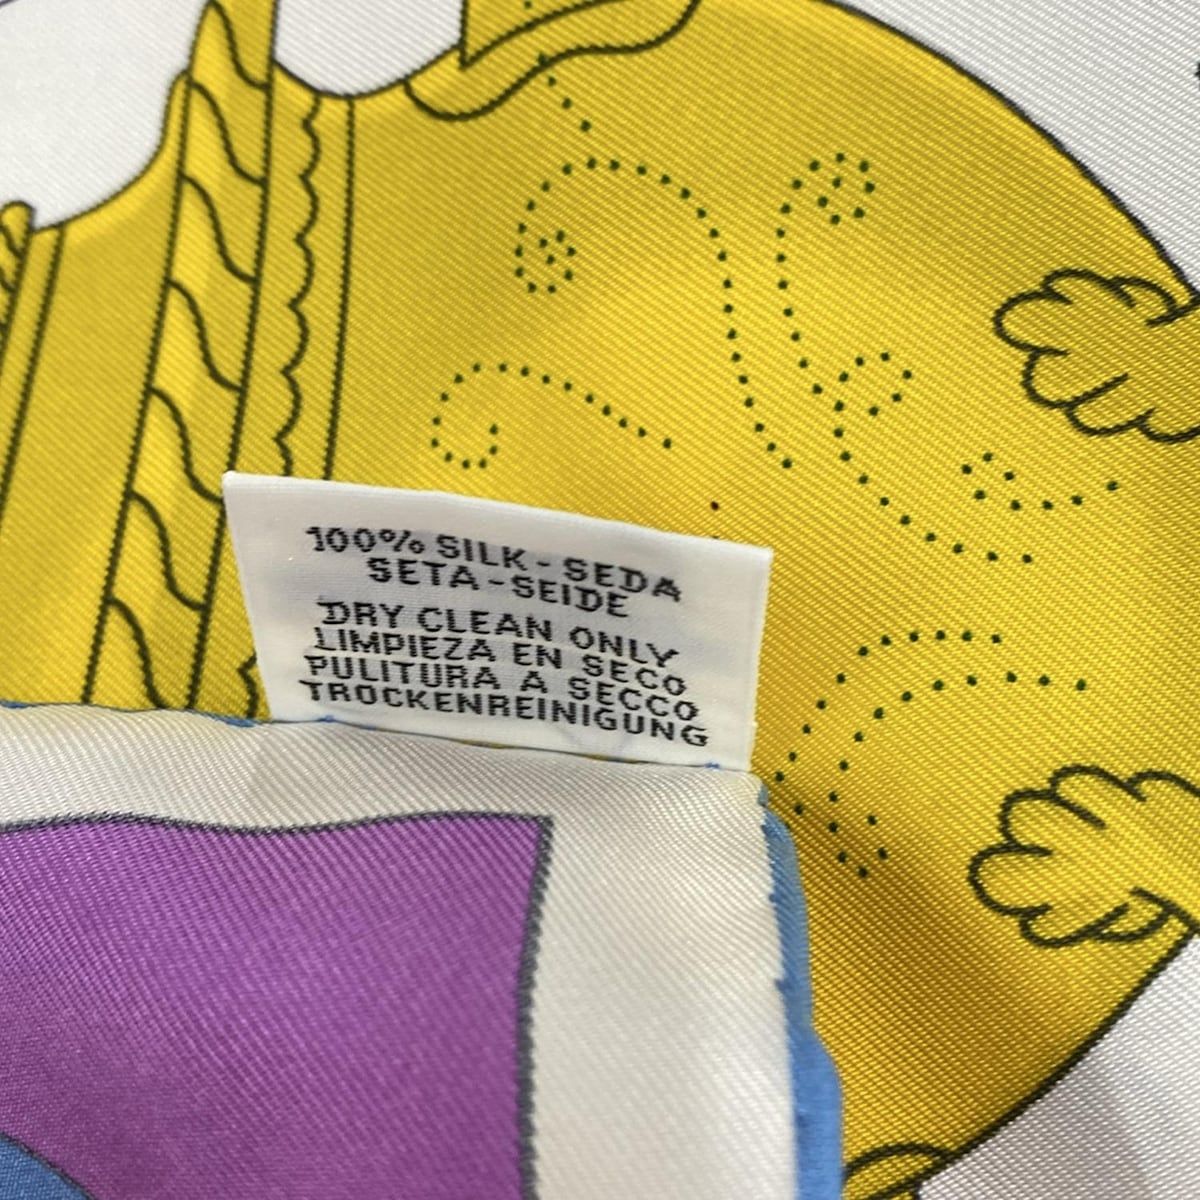 100% SILK - SEDA
SETA - SEIDE
DRY CLEAN ONLY
LIMPIEZA EN SECO
PULITURA A SECCO
TROCKENREINIGUNG